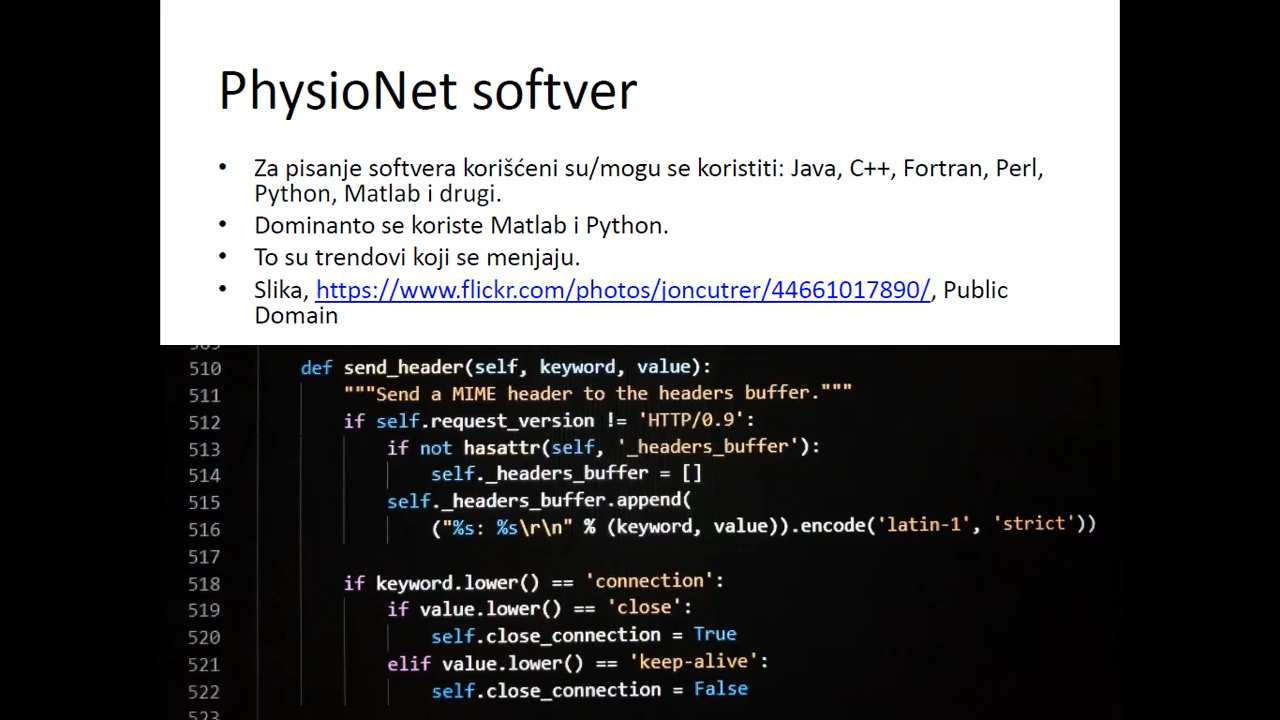 PhysioNet softver
• Za pisanje softvera korišćeni su/mogu se koristiti: Java, C++, Fortran, Perl,
Python, Matlab i drugi.
• Dominanto se koriste Matlab i Python.
• To su trendovi koji se menjaju.
• Slika, https://www.flickr.com/photos/joncutrer/44661017890/, Public
Domain
510 def send_header(self, keyword, value):
511 """Send a MIME header to the headers buffer."""
512 if self.request_version != 'HTTP/0.9':
513 if not hasattr(self, '_headers_buffer'):
514 self._headers_buffer = []
515 self._headers_buffer.append(
516 ("%s: %s\r\n" % (keyword, value)).encode('latin-1', 'strict'))
517
518 if keyword.lower() == 'connection':
519 if value.lower() == 'close':
520 self.close_connection = True
521 elif value.lower() == 'keep-alive':
522 self.close_connection = False
523